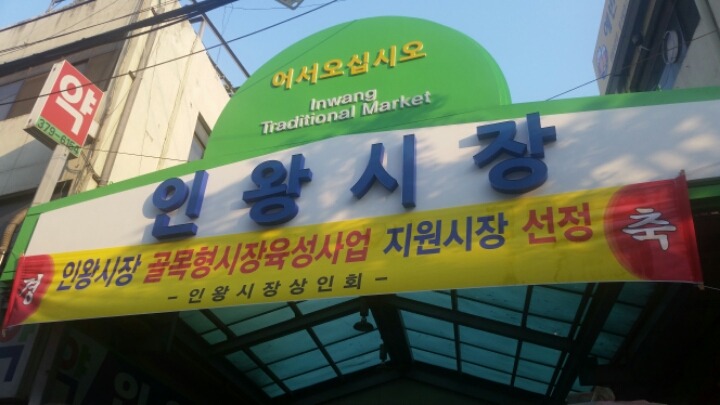 어서오십시오
Inwang
Traditional Market
인왕시장
약
379-6184
경 인왕시장 골목형시장육성사업 지원시장 선정 축
- 인왕시장상인회 -